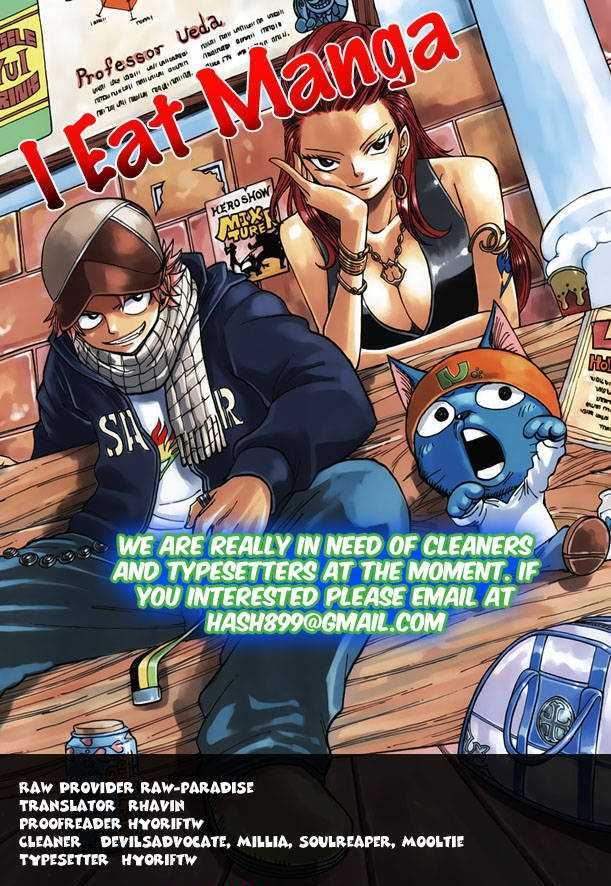 Professor Ueda
I Eat Manga
HERO SHOW
MIX
TURE
SA R
WE ARE REALLY IN NEED OF CLEANERS
AND TYPESETTERS AT THE MOMENT. IF
YOU INTERESTED PLEASE EMAIL AT
HASH899@GMAIL.COM
RAW PROVIDER RAW-PARADISE
TRANSLATOR RHAVIN
PROOFREADER HYORIFTW
CLEANER DEVILSADVOCATE, MILLIA, SOULREAPER, MOOLTIE
TYPESETTER HYORIFTW